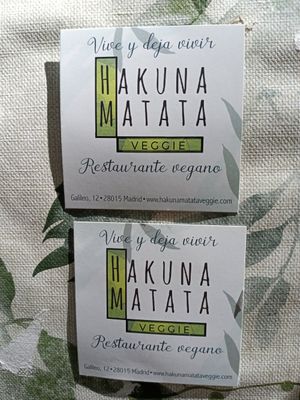 Vive y deja vivir
HAKUNA
MATATA
VEGGIE
Restaurante vegano
Galileo, 12•28015 Madrid•www.hakunamatataveggie.com
Vive y deja vivir
HAKUNA
MATATA
VEGGIE
Restaurante vegano
Galileo, 12•28015 Madrid•www.hakunamatataveggie.com